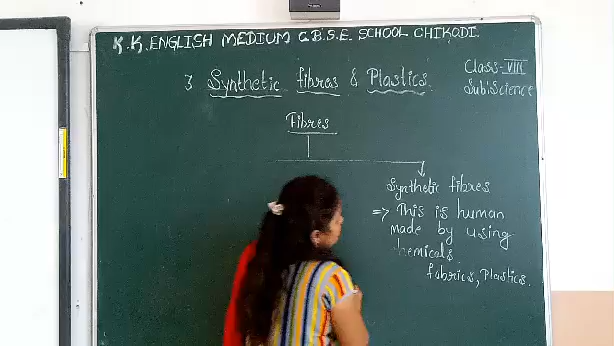 K.K. ENGLISH MEDIUM C.B.S.E. SCHOOL CHIKODI.
Class:- VIII
3 Synthetic fibres & Plastics.
Sub:Science
Fibres
Synthetic fibres
=> This is human
made by using
chemicals.
fabrics, Plastics.